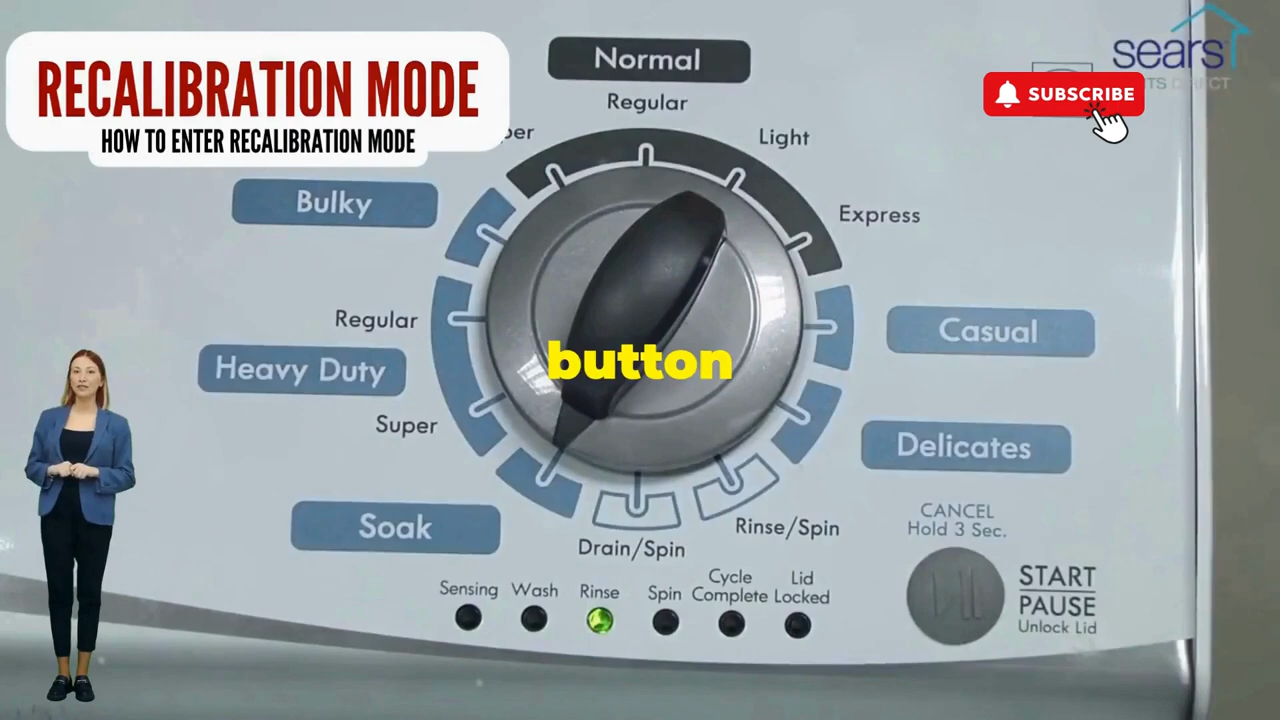 RECALIBRATION MODE
HOW TO ENTER RECALIBRATION MODE
sears
SUBSCRIBE
Normal
Regular
Light
Express
Bulky
Regular
Heavy Duty
Super
Casual
Delicates
Soak
Drain/Spin
Rinse/Spin
button
CANCEL
Hold 3 Sec.
START
PAUSE
Unlock Lid
Sensing
Wash
Rinse
Spin
Cycle
Complete
Lid
Locked